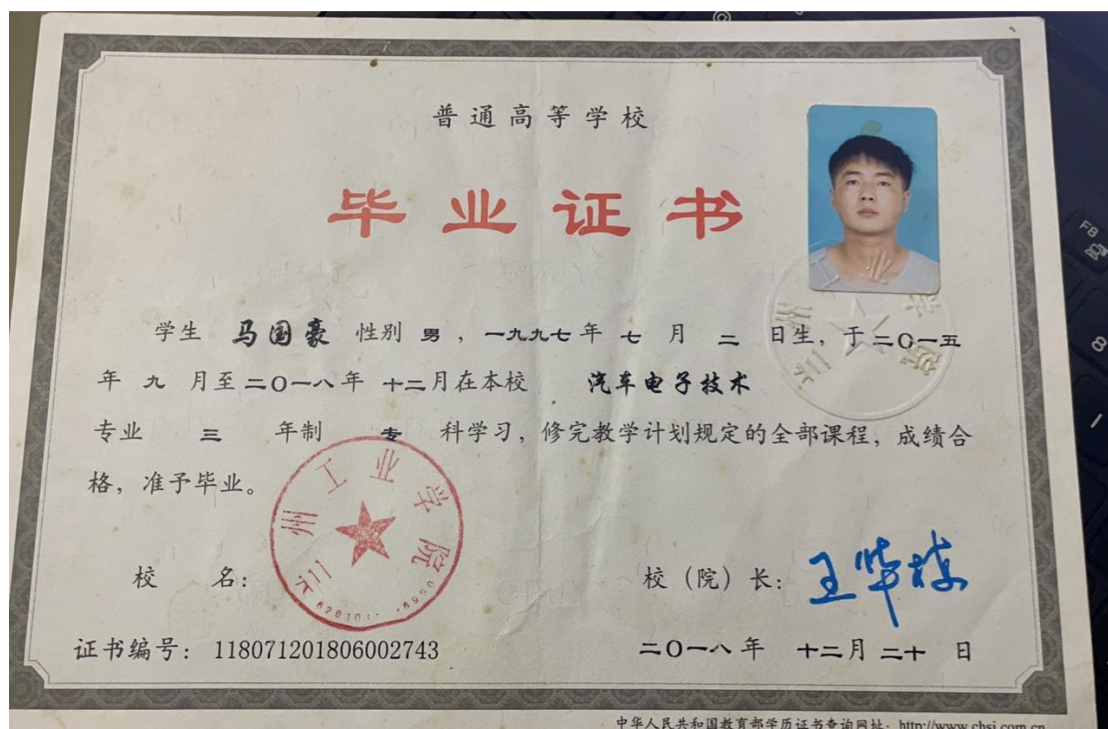 普通高等学校
毕业证书
学生 马国豪 性别 男 ，一九九七 年 七 月 二 日生，于 二〇一五
年 九 月至 二〇一八 年 十二 月在本校 汽车电子技术
专业 三 年制 专 科学习，修完教学计划规定的全部课程，成绩合
格，准予毕业。
兰州工业学院
校 名：
校（院）长： 王华栋
证书编号： 118071201806002743
二〇一八 年 十二 月 二十 日
中华人民共和国教育部学历证书查询网址：http://www.chsi.com.cn
F8
8